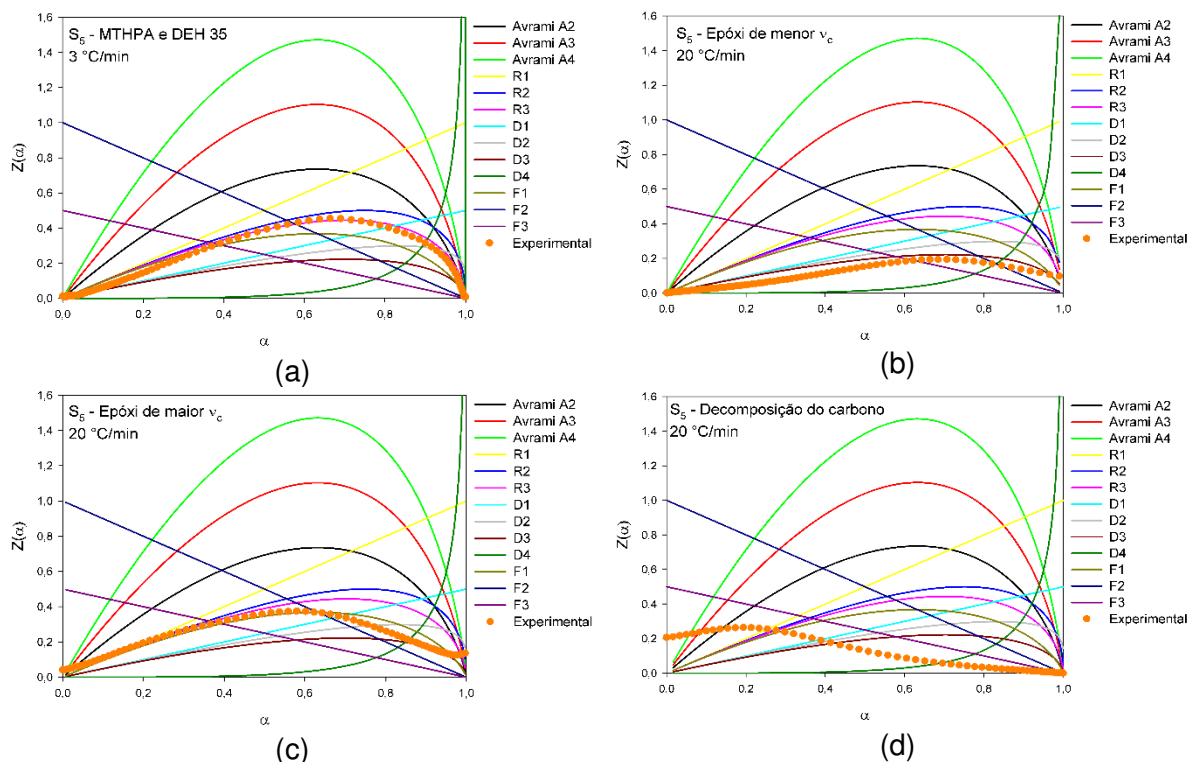 1,6
1,4
1,2
1,0
0,8
0,6
0,4
0,2
0,0
Z(α)
S5 - MTHPA e DEH 35
3 °C/min
0,0 0,2 0,4 0,6 0,8 1,0
α
Avrami A2
Avrami A3
Avrami A4
R1
R2
R3
D1
D2
D3
D4
F1
F2
F3
Experimental
(a)
1,6
1,4
1,2
1,0
0,8
0,6
0,4
0,2
0,0
Z(α)
S5 - Epóxi de menor νc
20 °C/min
0,0 0,2 0,4 0,6 0,8 1,0
α
Avrami A2
Avrami A3
Avrami A4
R1
R2
R3
D1
D2
D3
D4
F1
F2
F3
Experimental
(b)
1,6
1,4
1,2
1,0
0,8
0,6
0,4
0,2
0,0
Z(α)
S5 - Epóxi de maior νc
20 °C/min
0,0 0,2 0,4 0,6 0,8 1,0
α
Avrami A2
Avrami A3
Avrami A4
R1
R2
R3
D1
D2
D3
D4
F1
F2
F3
Experimental
(c)
1,6
1,4
1,2
1,0
0,8
0,6
0,4
0,2
0,0
Z(α)
S5 - Decomposição do carbono
20 °C/min
0,0 0,2 0,4 0,6 0,8 1,0
α
Avrami A2
Avrami A3
Avrami A4
R1
R2
R3
D1
D2
D3
D4
F1
F2
F3
Experimental
(d)